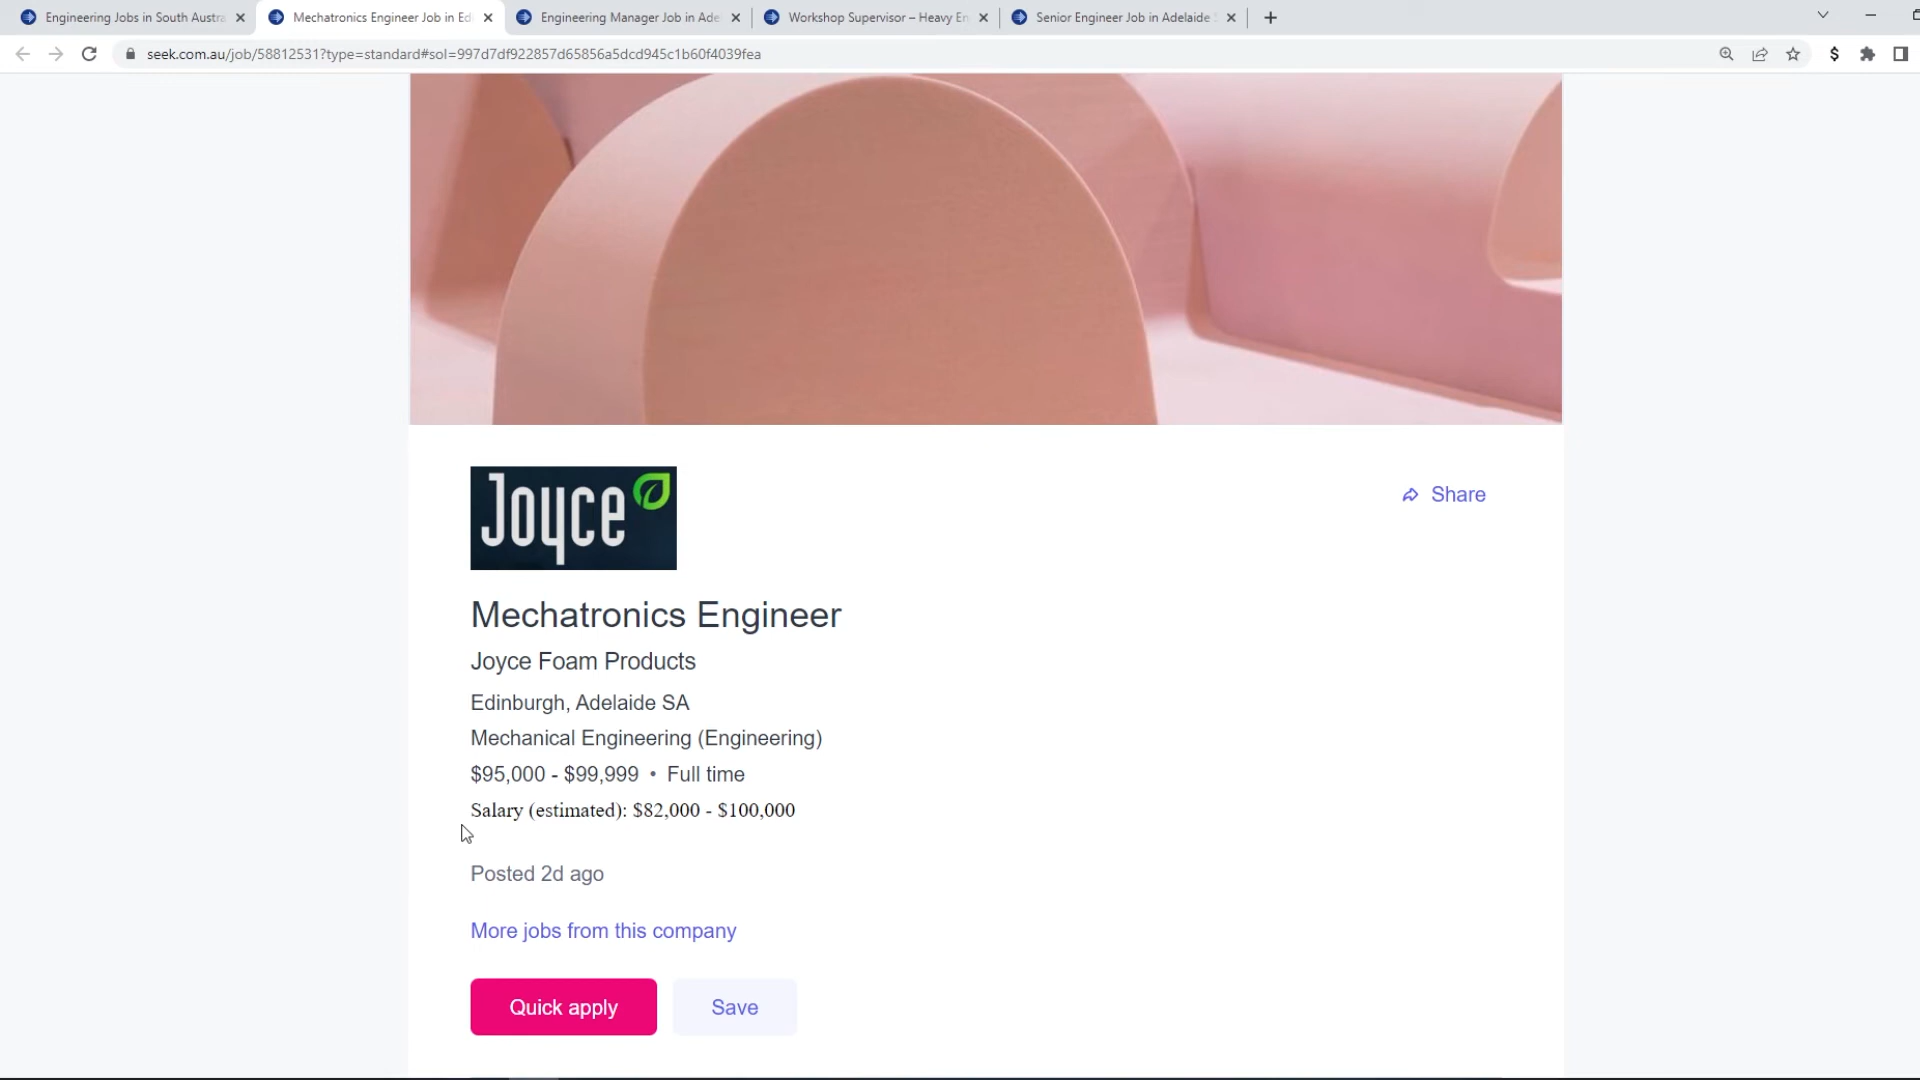 Engineering Jobs in South Austra
Mechatronics Engineer Job in Edi
Engineering Manager Job in Ade
Workshop Supervisor – Heavy En
Senior Engineer Job in Adelaide S
seek.com.au/job/58812531?type=standard#sol=997d7df922857d65856a5dcd945c1b60f4039fea
Joyce
Share
Mechatronics Engineer
Joyce Foam Products
Edinburgh, Adelaide SA
Mechanical Engineering (Engineering)
$95,000 - $99,999 • Full time
Salary (estimated): $82,000 - $100,000
Posted 2d ago
More jobs from this company
Quick apply
Save